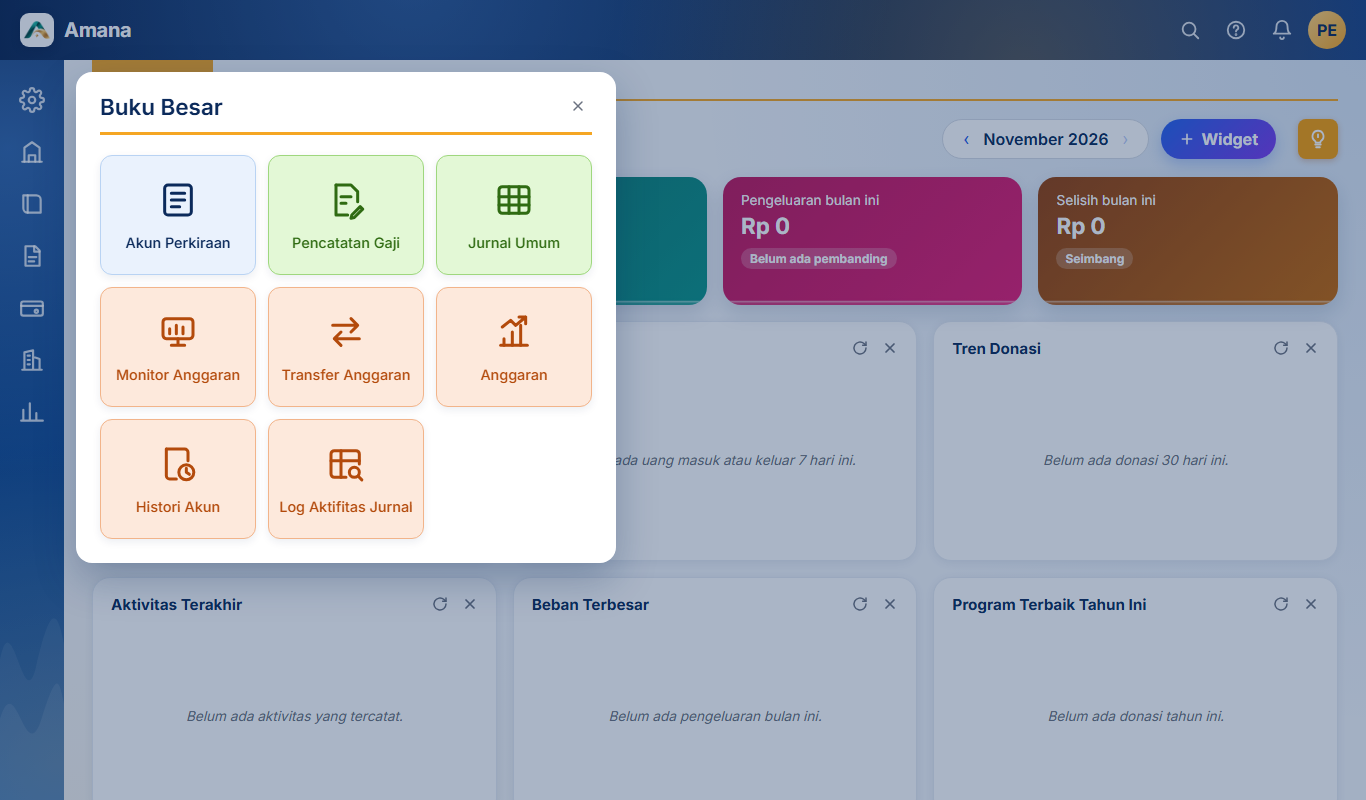 Amana
PE
Buku Besar
Akun Perkiraan
Pencatatan Gaji
Jurnal Umum
Monitor Anggaran
Transfer Anggaran
Anggaran
Histori Akun
Log Aktifitas Jurnal
November 2026
+ Widget
Pengeluaran bulan ini
Rp 0
Belum ada pembanding
Selisih bulan ini
Rp 0
Seimbang
ada uang masuk atau keluar 7 hari ini.
Tren Donasi
Belum ada donasi 30 hari ini.
Aktivitas Terakhir
Belum ada aktivitas yang tercatat.
Beban Terbesar
Belum ada pengeluaran bulan ini.
Program Terbaik Tahun Ini
Belum ada donasi tahun ini.